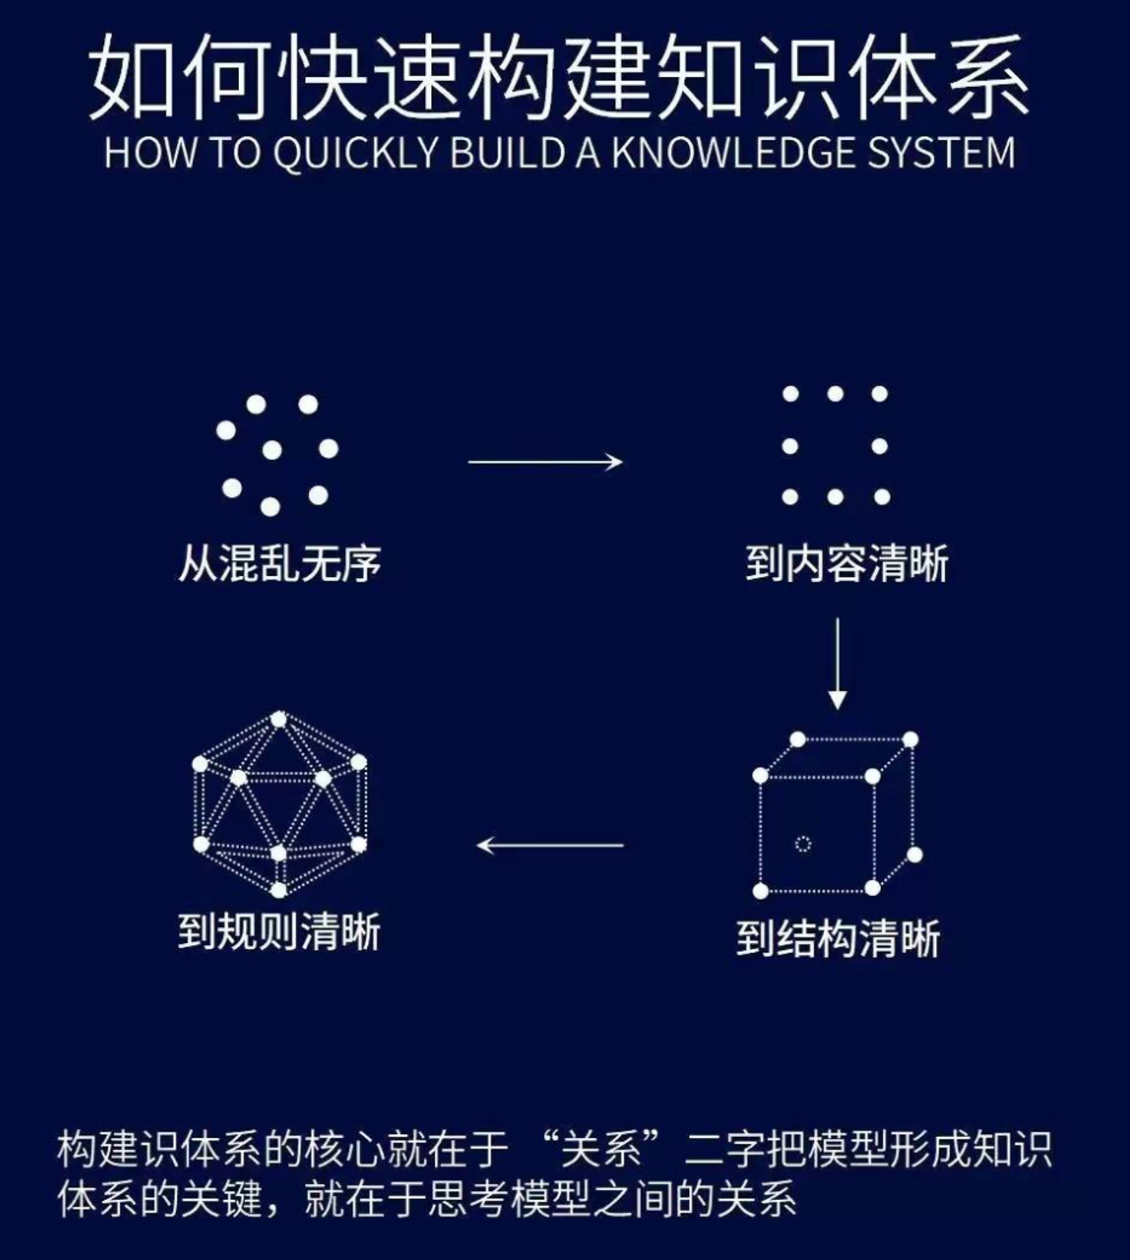 如何快速构建知识体系
HOW TO QUICKLY BUILD A KNOWLEDGE SYSTEM
从混乱无序
到内容清晰
到规则清晰
到结构清晰
构建识体系的核心就在于 “关系” 二字把模型形成知识
体系的关键，就在于思考模型之间的关系